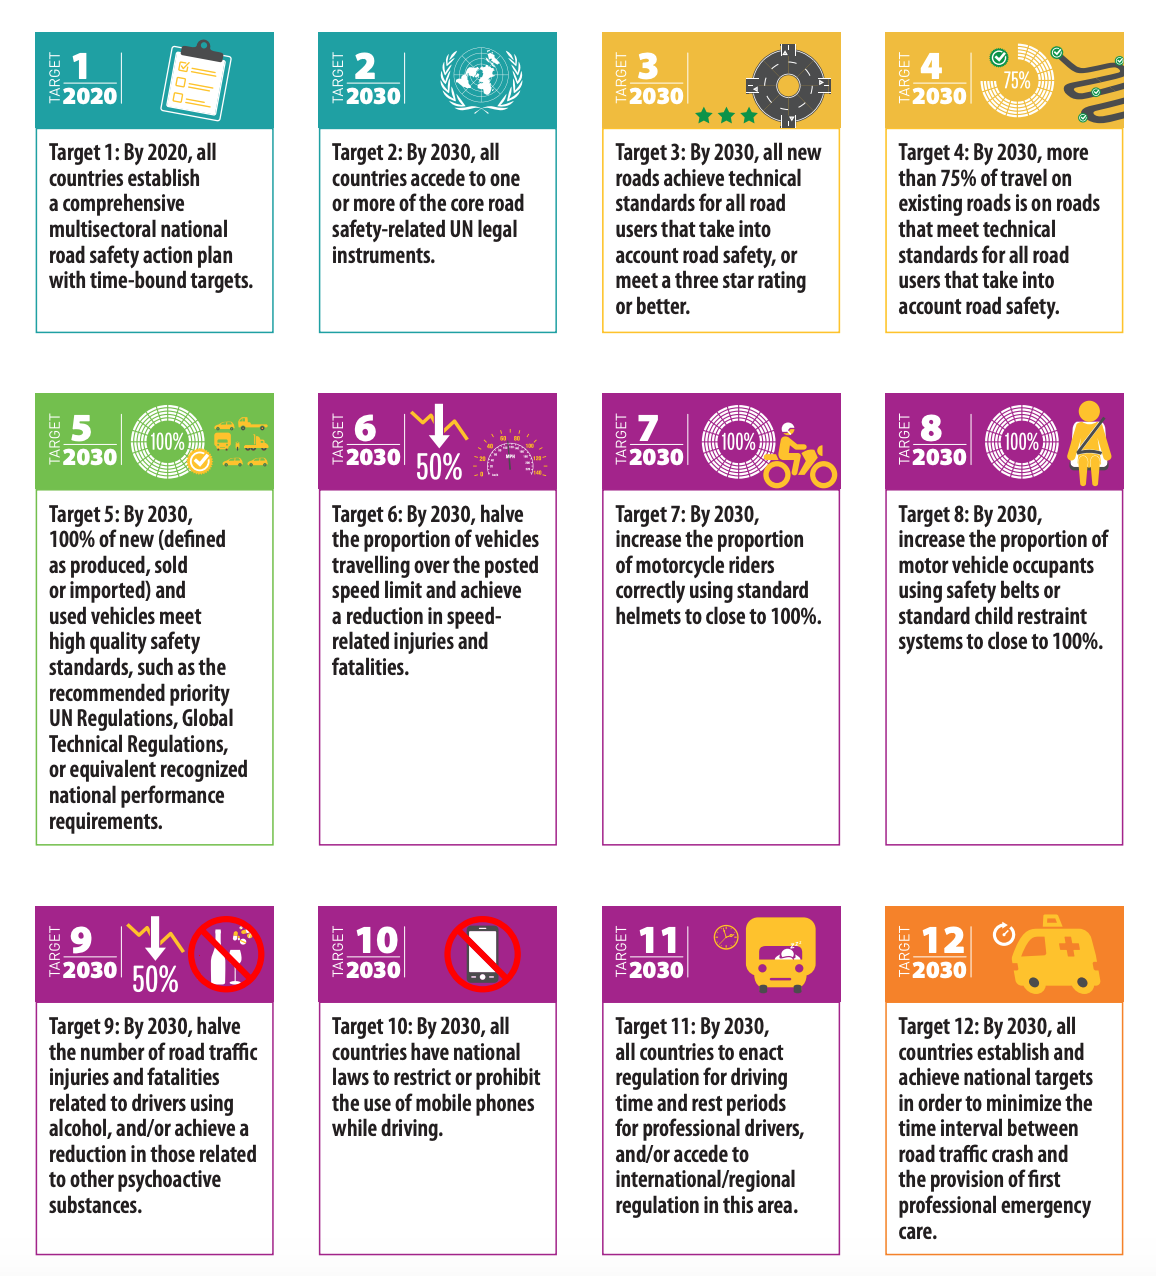 TARGET
1
2020
TARGET
2
2030
TARGET
3
2030
TARGET
4
2030
75%
Target 1: By 2020, all
countries establish
a comprehensive
multisectoral national
road safety action plan
with time-bound targets.
Target 2: By 2030, all
countries accede to one
or more of the core road
safety-related UN legal
instruments.
Target 3: By 2030, all new
roads achieve technical
standards for all road
users that take into
account road safety, or
meet a three star rating
or better.
Target 4: By 2030, more
than 75% of travel on
existing roads is on roads
that meet technical
standards for all road
users that take into
account road safety.
TARGET
5
2030
100%
TARGET
6
2030
50%
0
20
40
60
80
100
120
140
MPH
TARGET
7
2030
100%
TARGET
8
2030
100%
Target 5: By 2030,
100% of new (defined
as produced, sold
or imported) and
used vehicles meet
high quality safety
standards, such as the
recommended priority
UN Regulations, Global
Technical Regulations,
or equivalent recognized
national performance
requirements.
Target 6: By 2030, halve
the proportion of vehicles
travelling over the posted
speed limit and achieve
a reduction in speed-
related injuries and
fatalities.
Target 7: By 2030,
increase the proportion
of motorcycle riders
correctly using standard
helmets to close to 100%.
Target 8: By 2030,
increase the proportion of
motor vehicle occupants
using safety belts or
standard child restraint
systems to close to 100%.
TARGET
9
2030
50%
TARGET
10
2030
TARGET
11
2030
TARGET
12
2030
Target 9: By 2030, halve
the number of road traffic
injuries and fatalities
related to drivers using
alcohol, and/or achieve a
reduction in those related
to other psychoactive
substances.
Target 10: By 2030, all
countries have national
laws to restrict or prohibit
the use of mobile phones
while driving.
Target 11: By 2030,
all countries to enact
regulation for driving
time and rest periods
for professional drivers,
and/or accede to
international/regional
regulation in this area.
Target 12: By 2030, all
countries establish and
achieve national targets
in order to minimize the
time interval between
road traffic crash and
the provision of first
professional emergency
care.